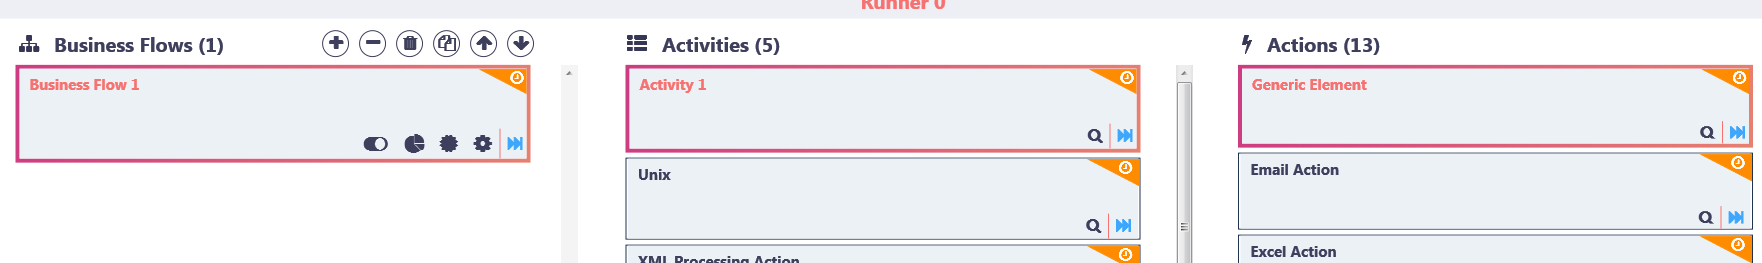 Runner 0
Business Flows (1)
Business Flow 1
Activities (5)
Activity 1
Unix
XML Processing Action
Actions (13)
Generic Element
Email Action
Excel Action